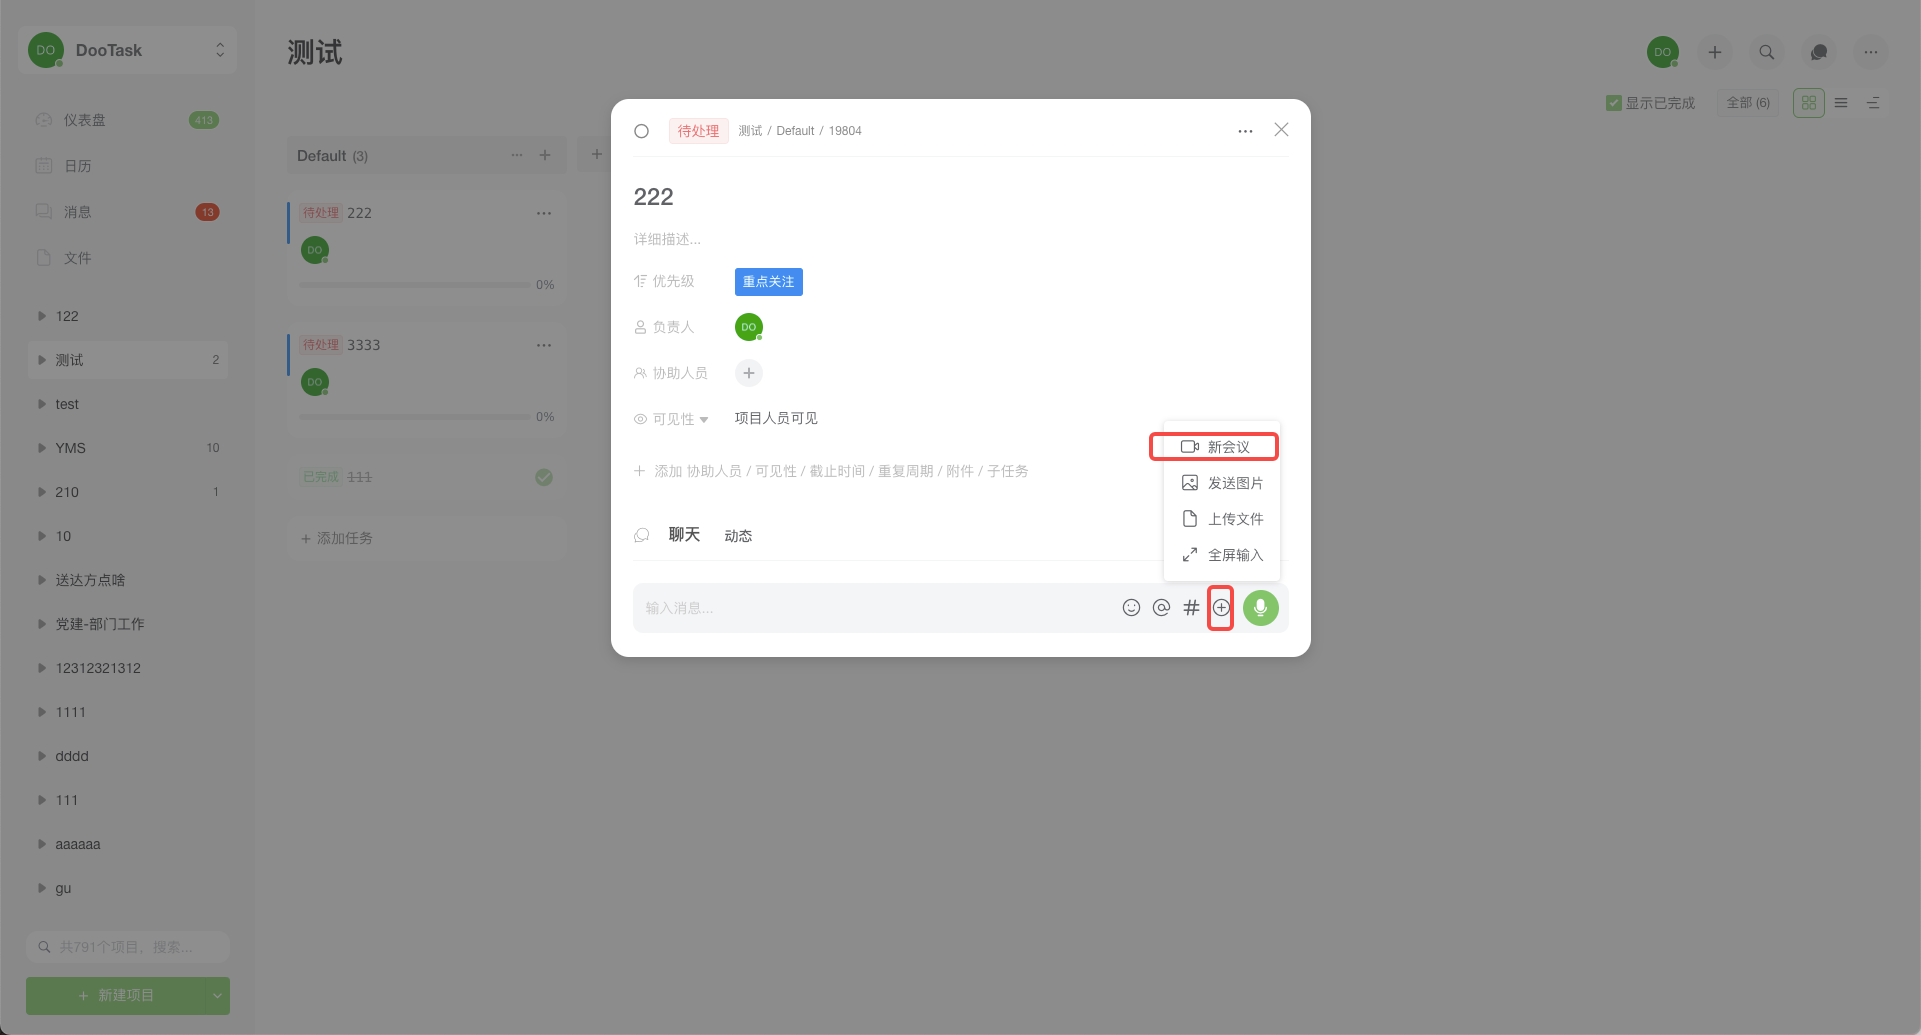 DO DooTask
仪表盘 413
日历
消息 13
文件
122
测试 2
test
YMS 10
210 1
10
送达方点啥
党建-部门工作
12312321312
1111
dddd
111
aaaaaa
gu
共791个项目，搜索...
+ 新建项目
测试
DO
显示已完成 全部 (6)
Default (3)
待处理 222
DO
0%
待处理 3333
DO
0%
已完成 111
+ 添加任务
待处理 测试 / Default / 19804
222
详细描述...
优先级 重点关注
负责人 DO
协助人员
可见性 项目人员可见
+ 添加 协助人员 / 可见性 / 截止时间 / 重复周期 / 附件 / 子任务
聊天 动态
新会议
发送图片
上传文件
全屏输入
输入消息... @ #